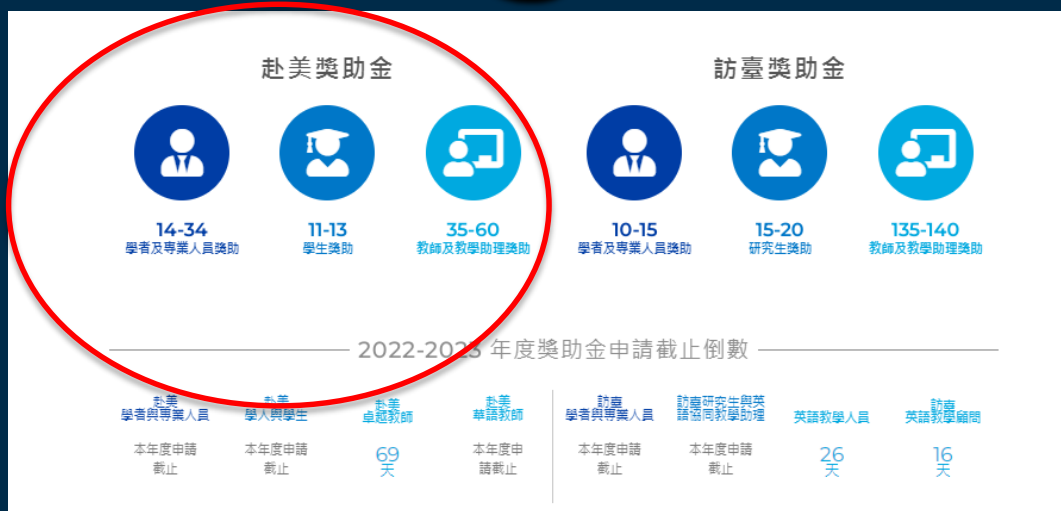 赴美獎助金
訪臺獎助金
14-34
學者及專業人員獎助
11-13
學生獎助
35-60
教師及教學助理獎助
10-15
學者及專業人員獎助
15-20
研究生獎助
135-140
教師及教學助理獎助
2022-2023 年度獎助金申請截止倒數
赴美
學者與專業人員
本年度申請
截止
赴美
學人與學生
本年度申請
截止
赴美
卓越教師
69
天
赴美
華語教師
本年度申
請截止
訪臺
學者與專業人員
本年度申請
截止
訪臺研究生與英
語協同教學助理
本年度申請
截止
英語教學人員
26
天
訪臺
英語教學顧問
16
天